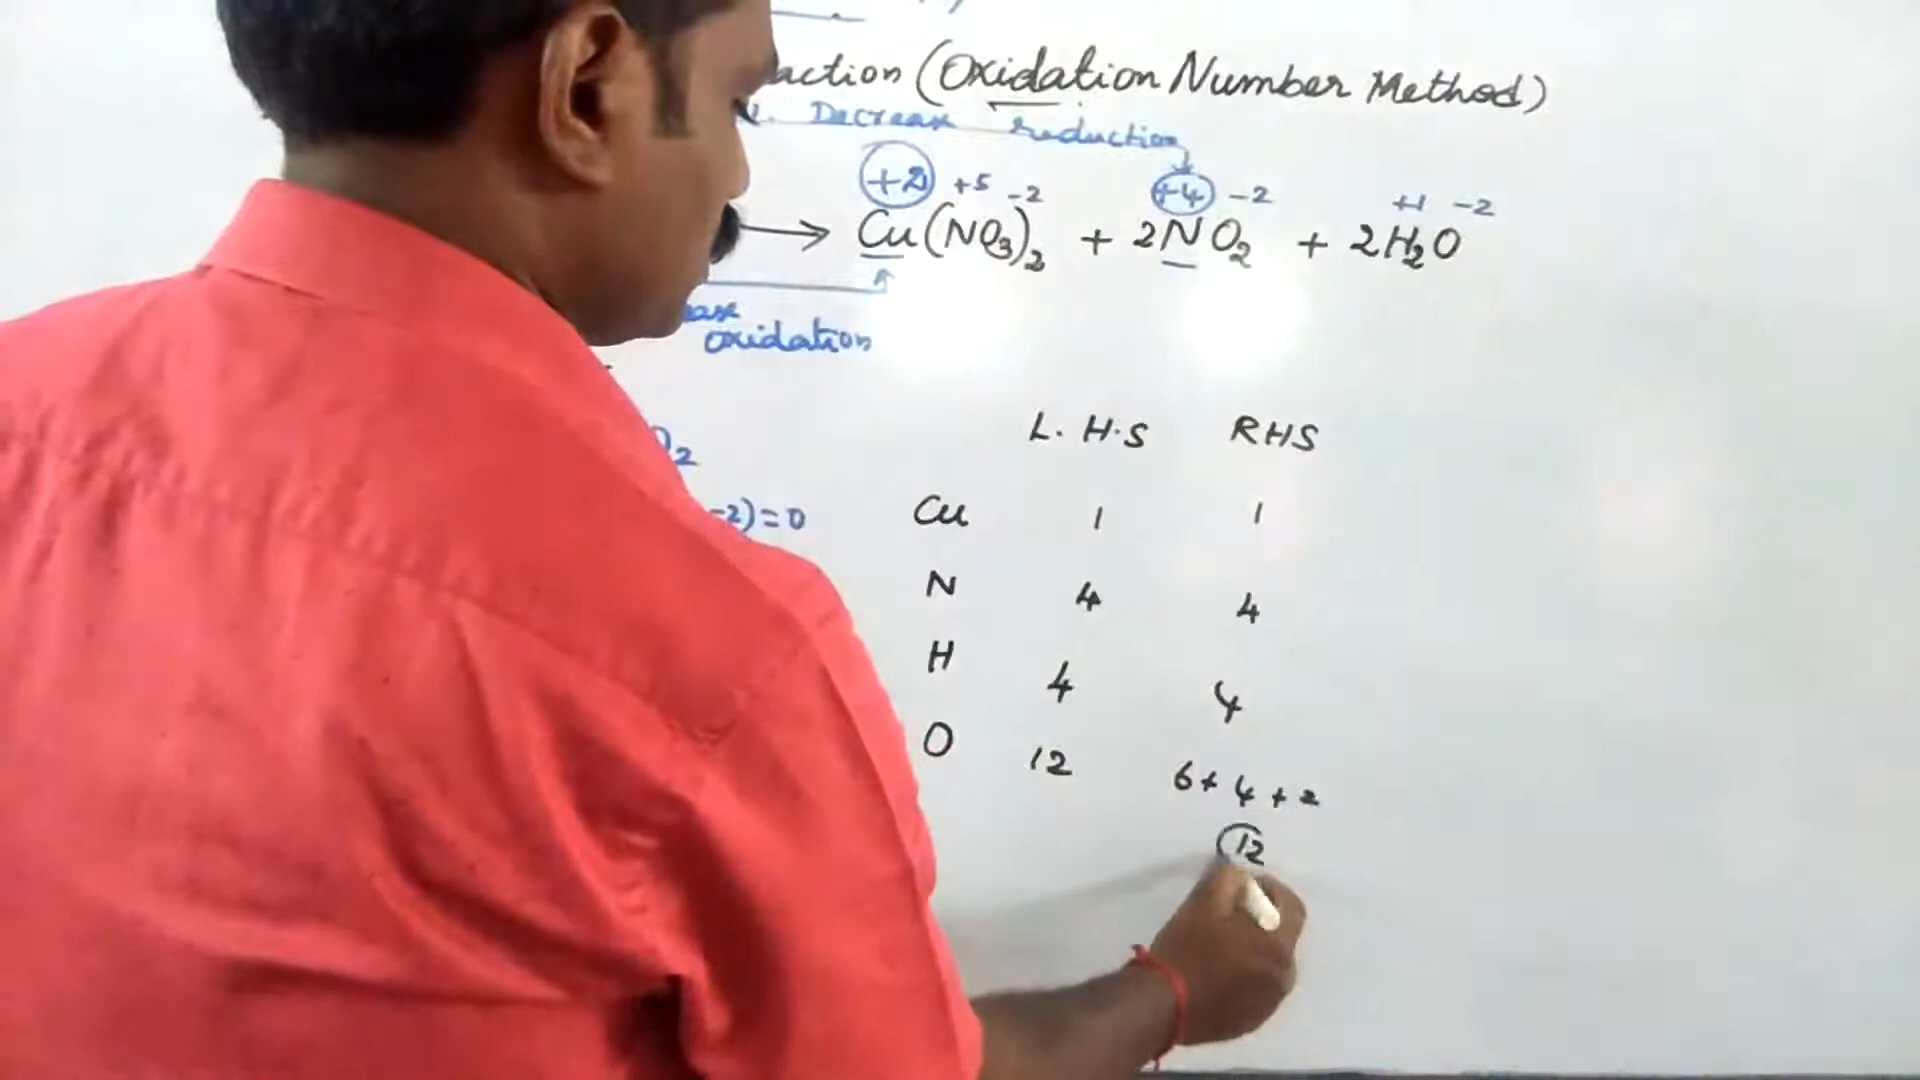 action (Oxidation Number Method)
Decrease reduction
+2 +5 -2 +4 -2 +1 -2
→ Cu(NO3)2 + 2NO2 + 2H2O
oxidation
2
-2)=0
L.H.S RHS
Cu 1 1
N 4 4
H 4 4
O 12 6+4+2
12